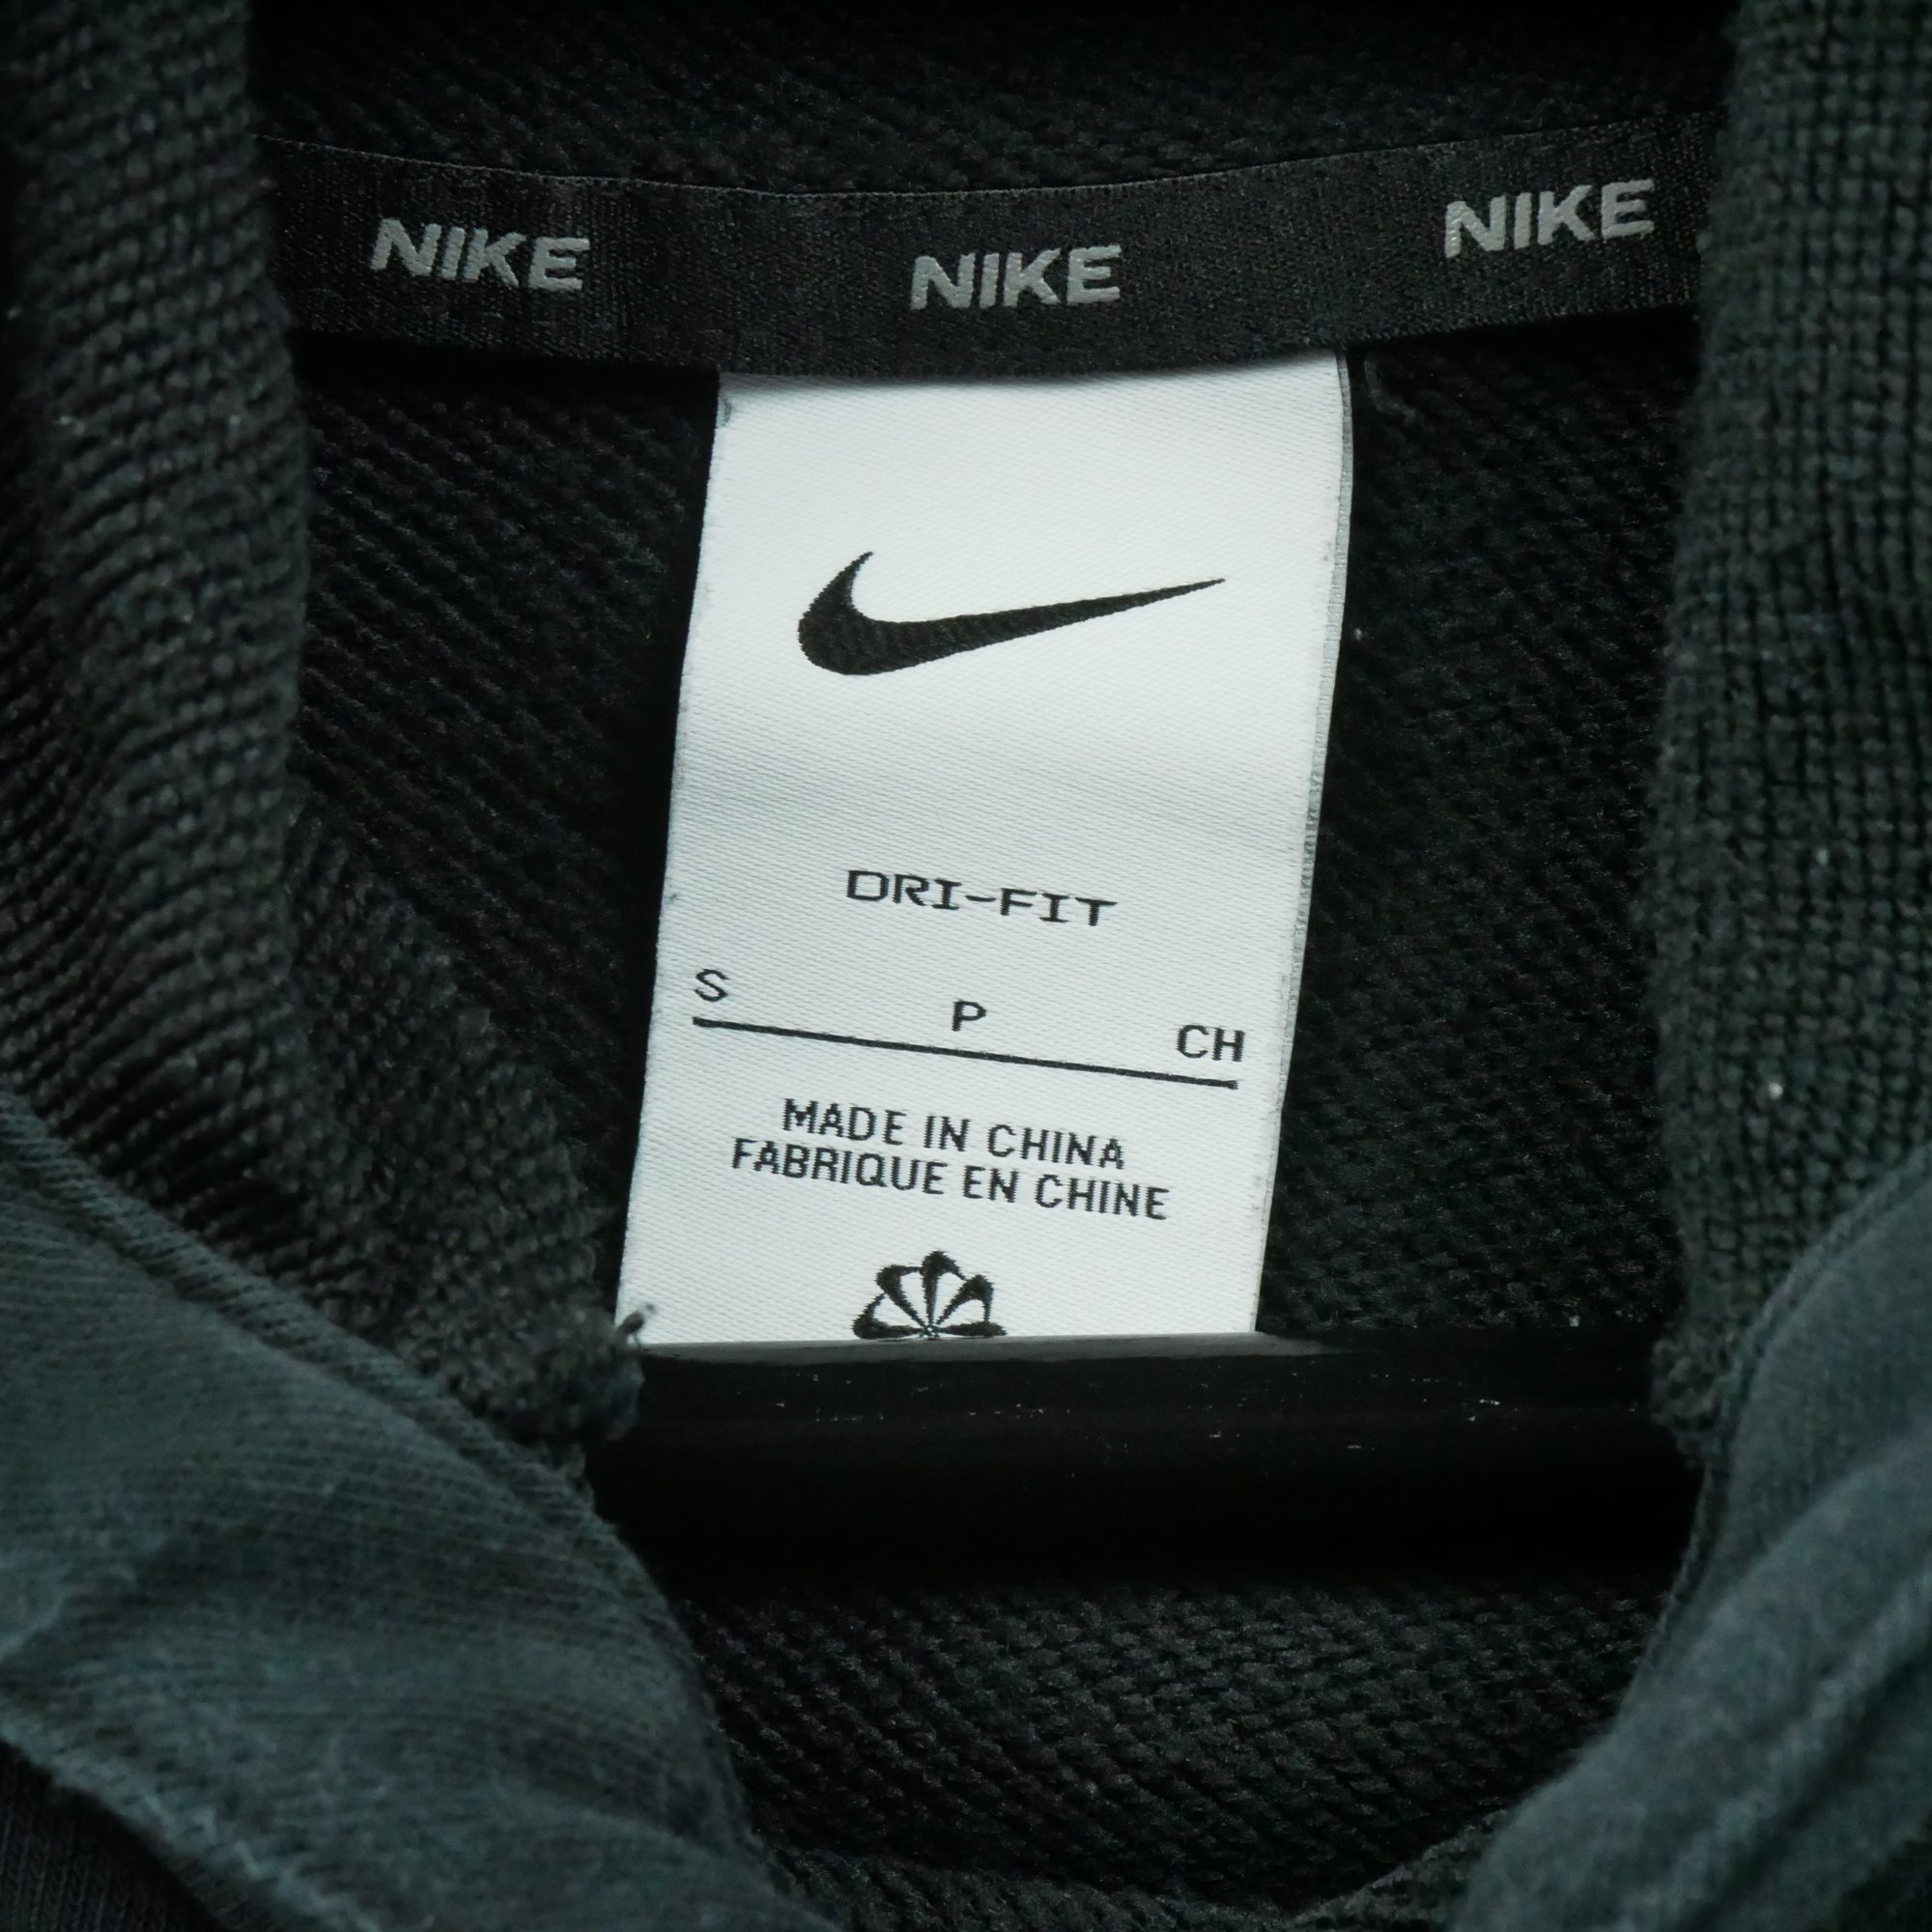 NIKE NIKE NIKE
DRI-FIT
S P CH
MADE IN CHINA
FABRIQUE EN CHINE